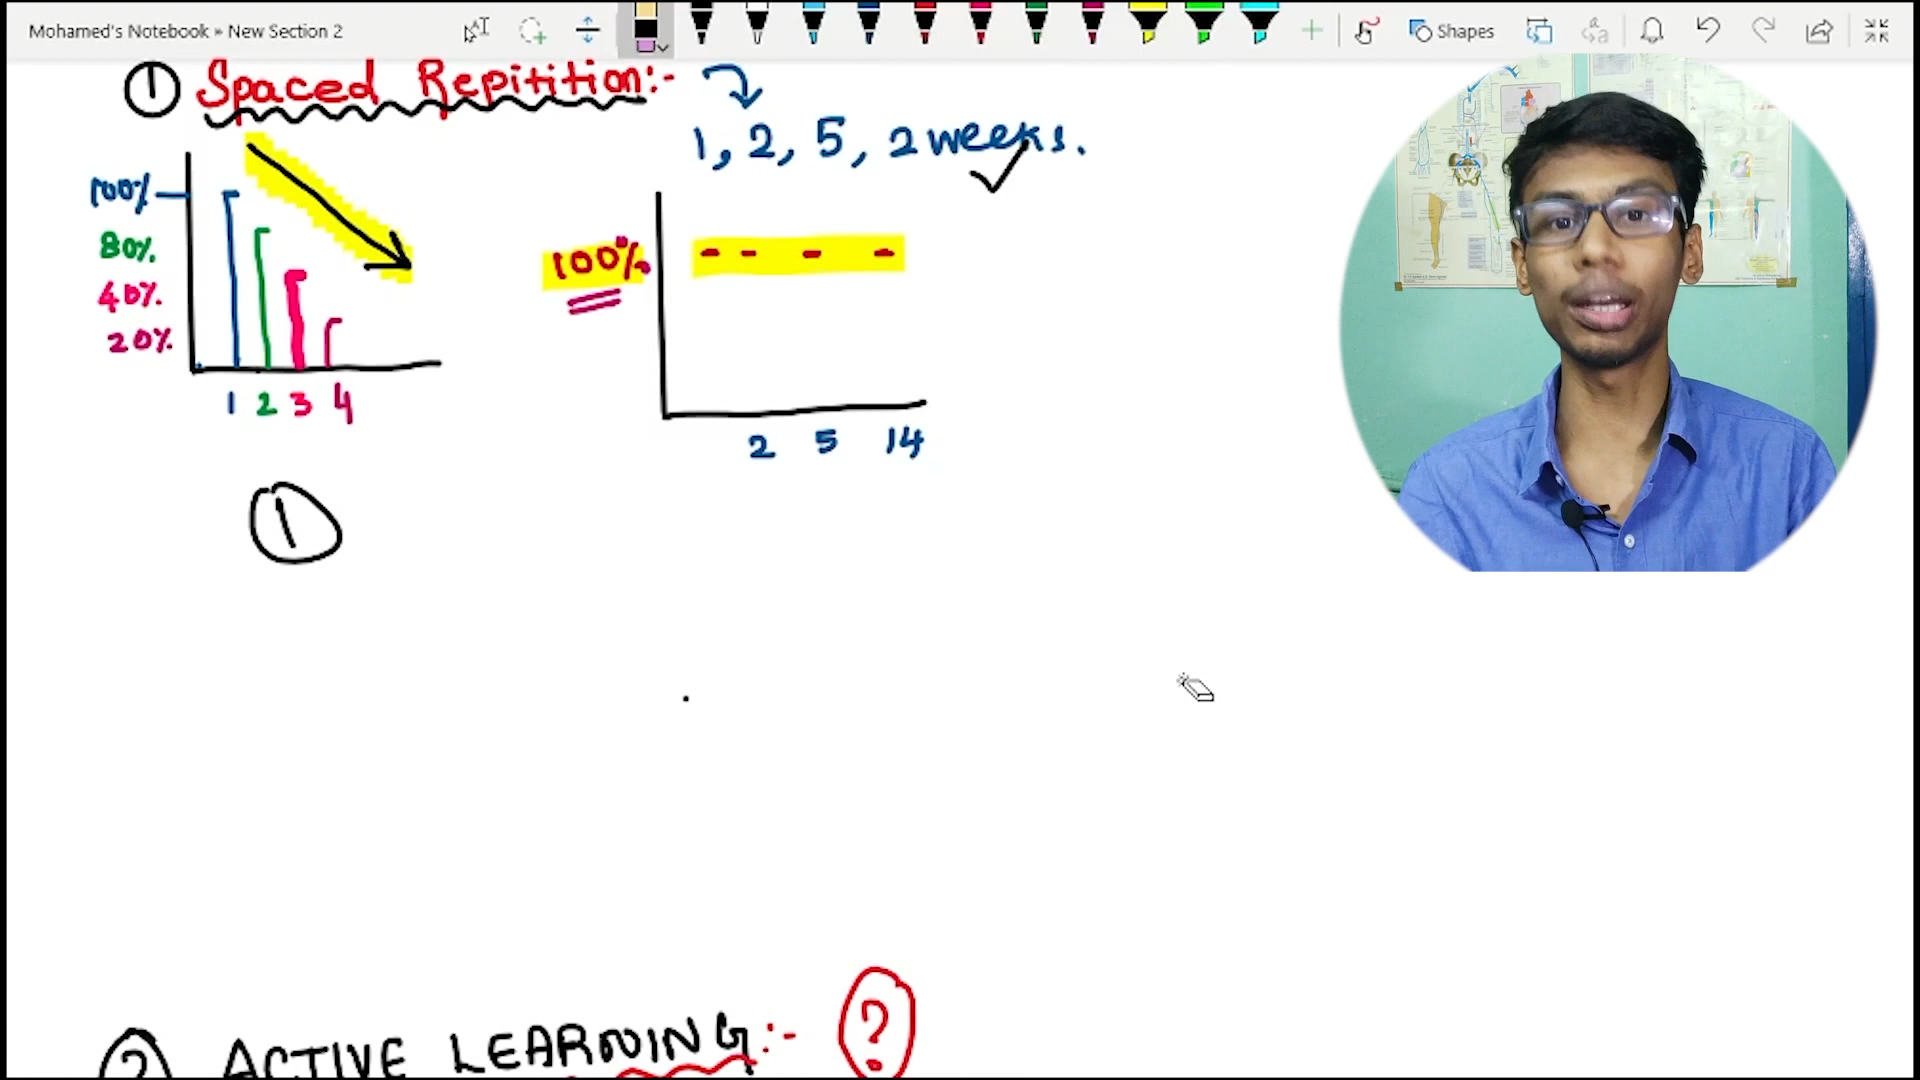 Mohamed's Notebook » New Section 2
Shapes
① Spaced Repitition:-
1, 2, 5, 2 weeks.
100%
80%
40%
20%
1 2 3 4
100%
2 5 14
①
② ACTIVE LEARNING:- ?